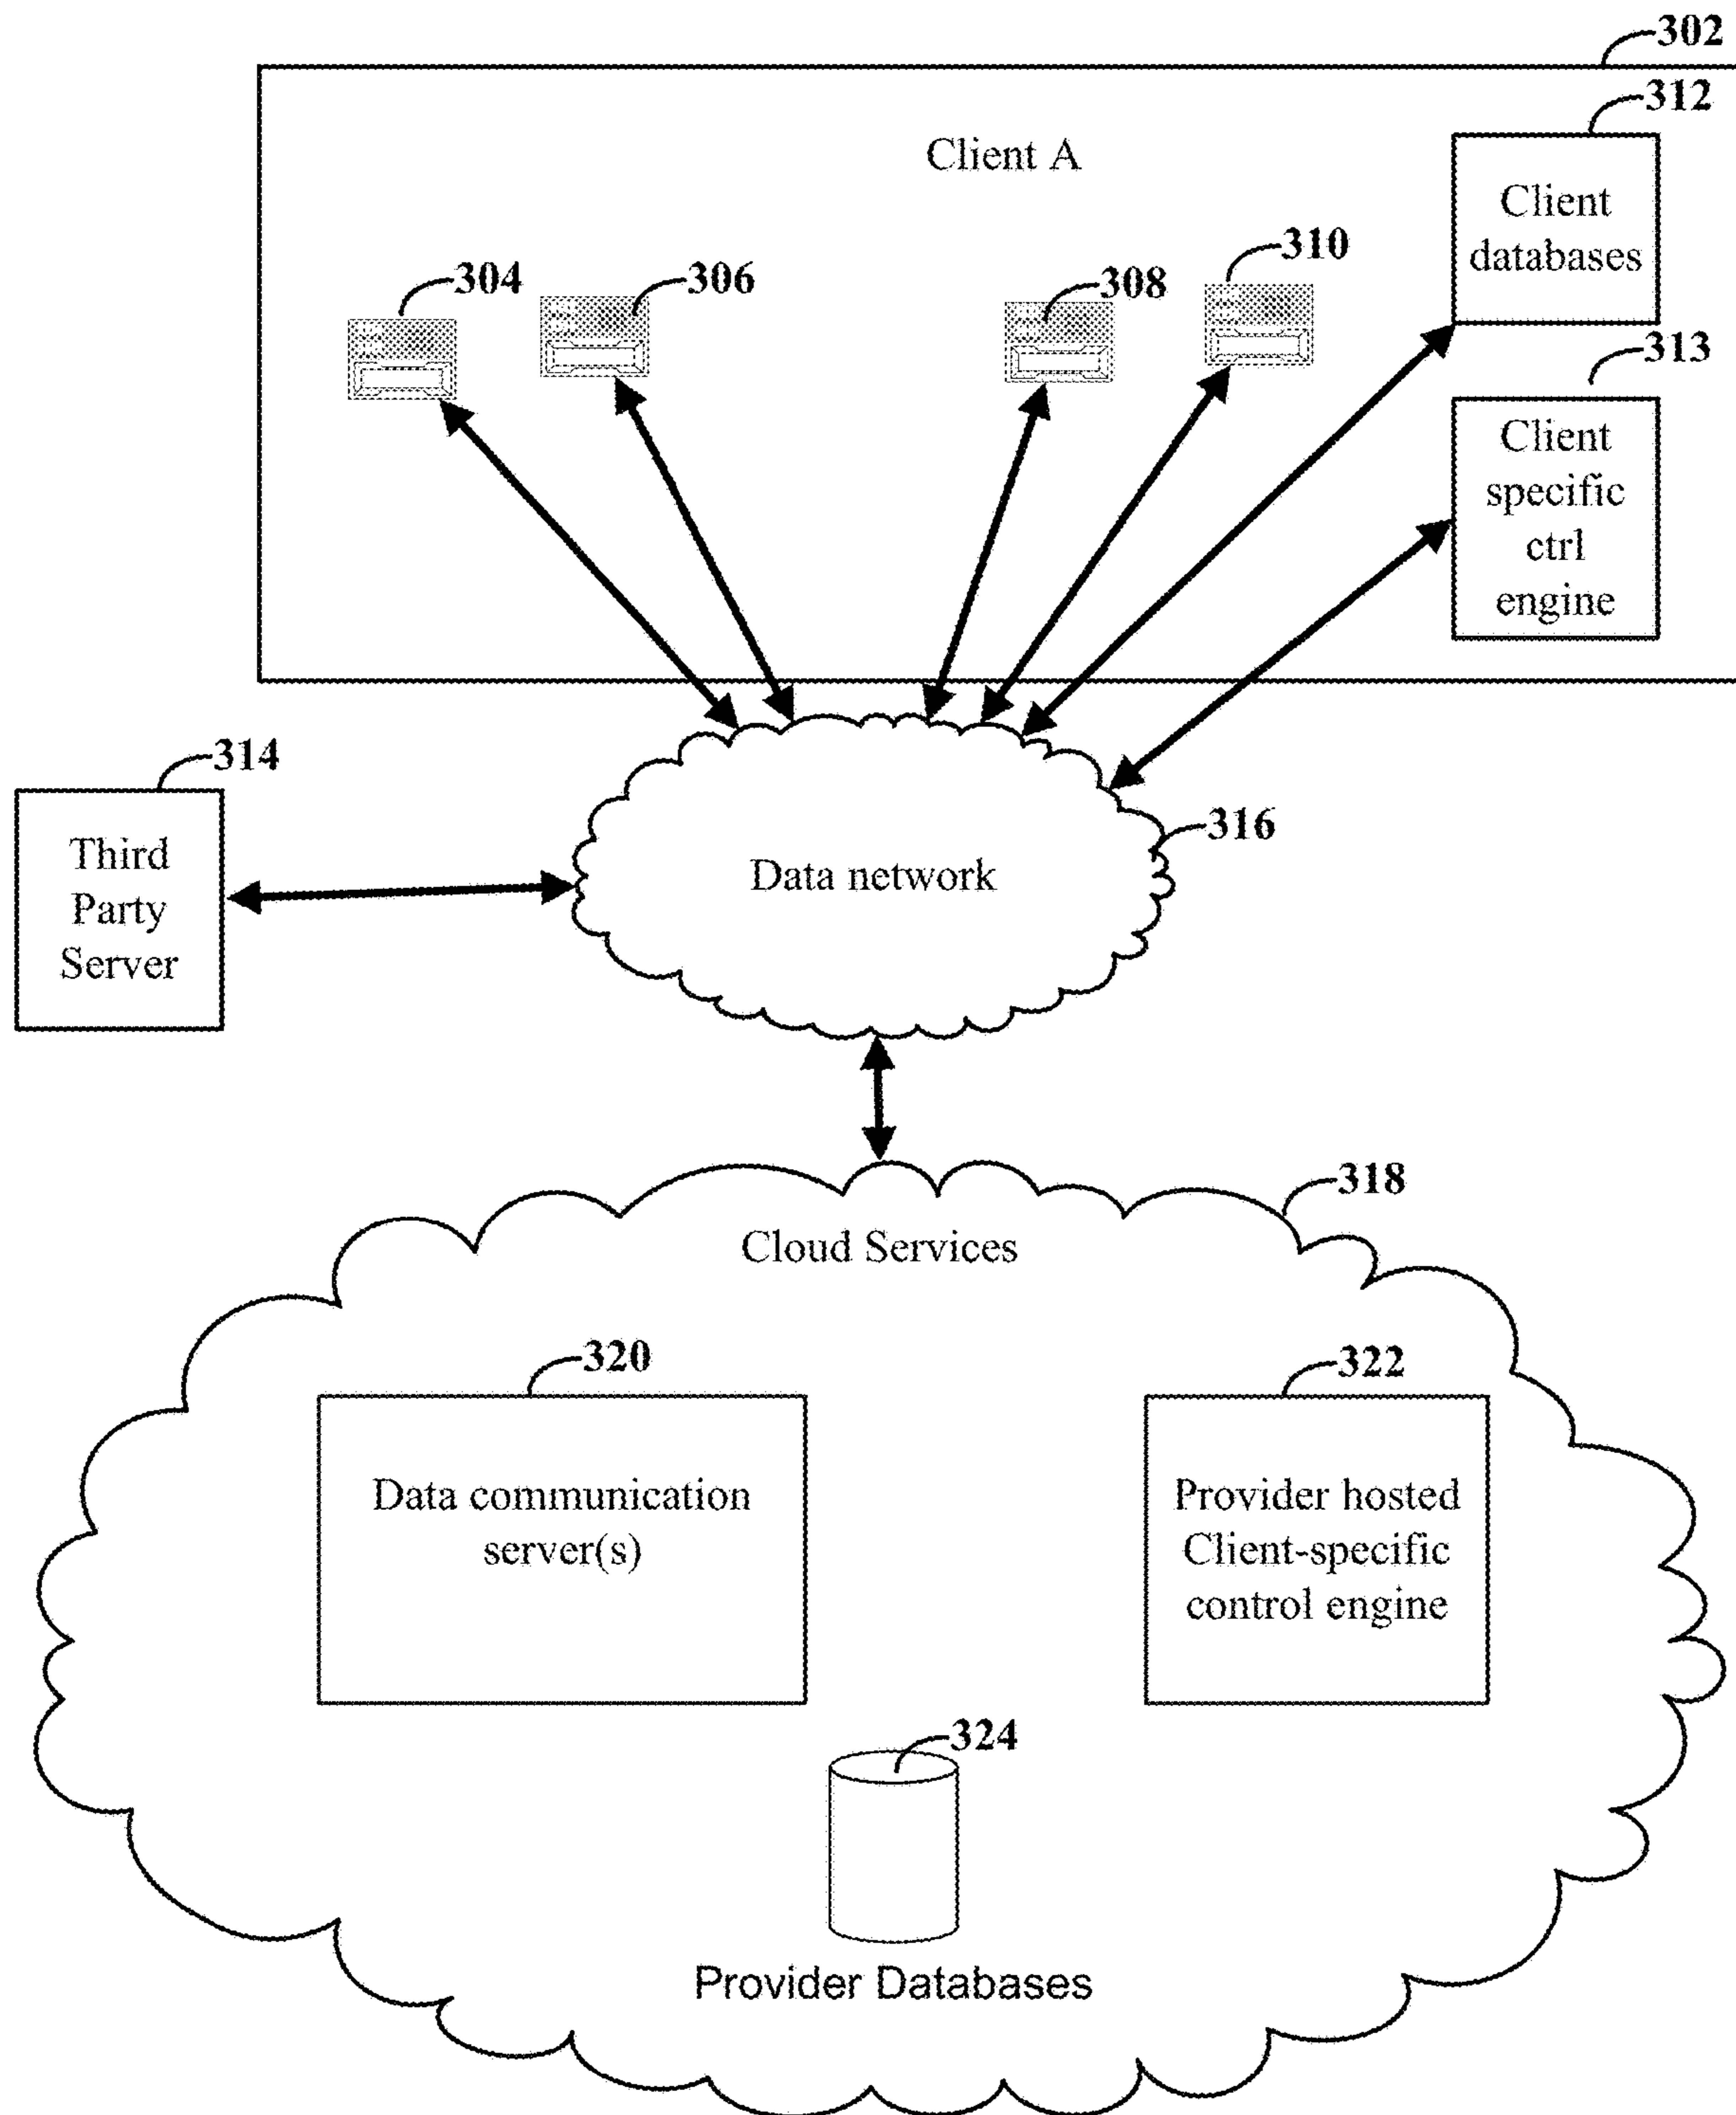 302
312
Client A
Client
databases
304
306
308
310
313
Client
specific
ctrl
engine
314
Third
Party
Server
316
Data network
318
Cloud Services
320
322
Data communication
server(s)
Provider hosted
Client-specific
control engine
324
Provider Databases